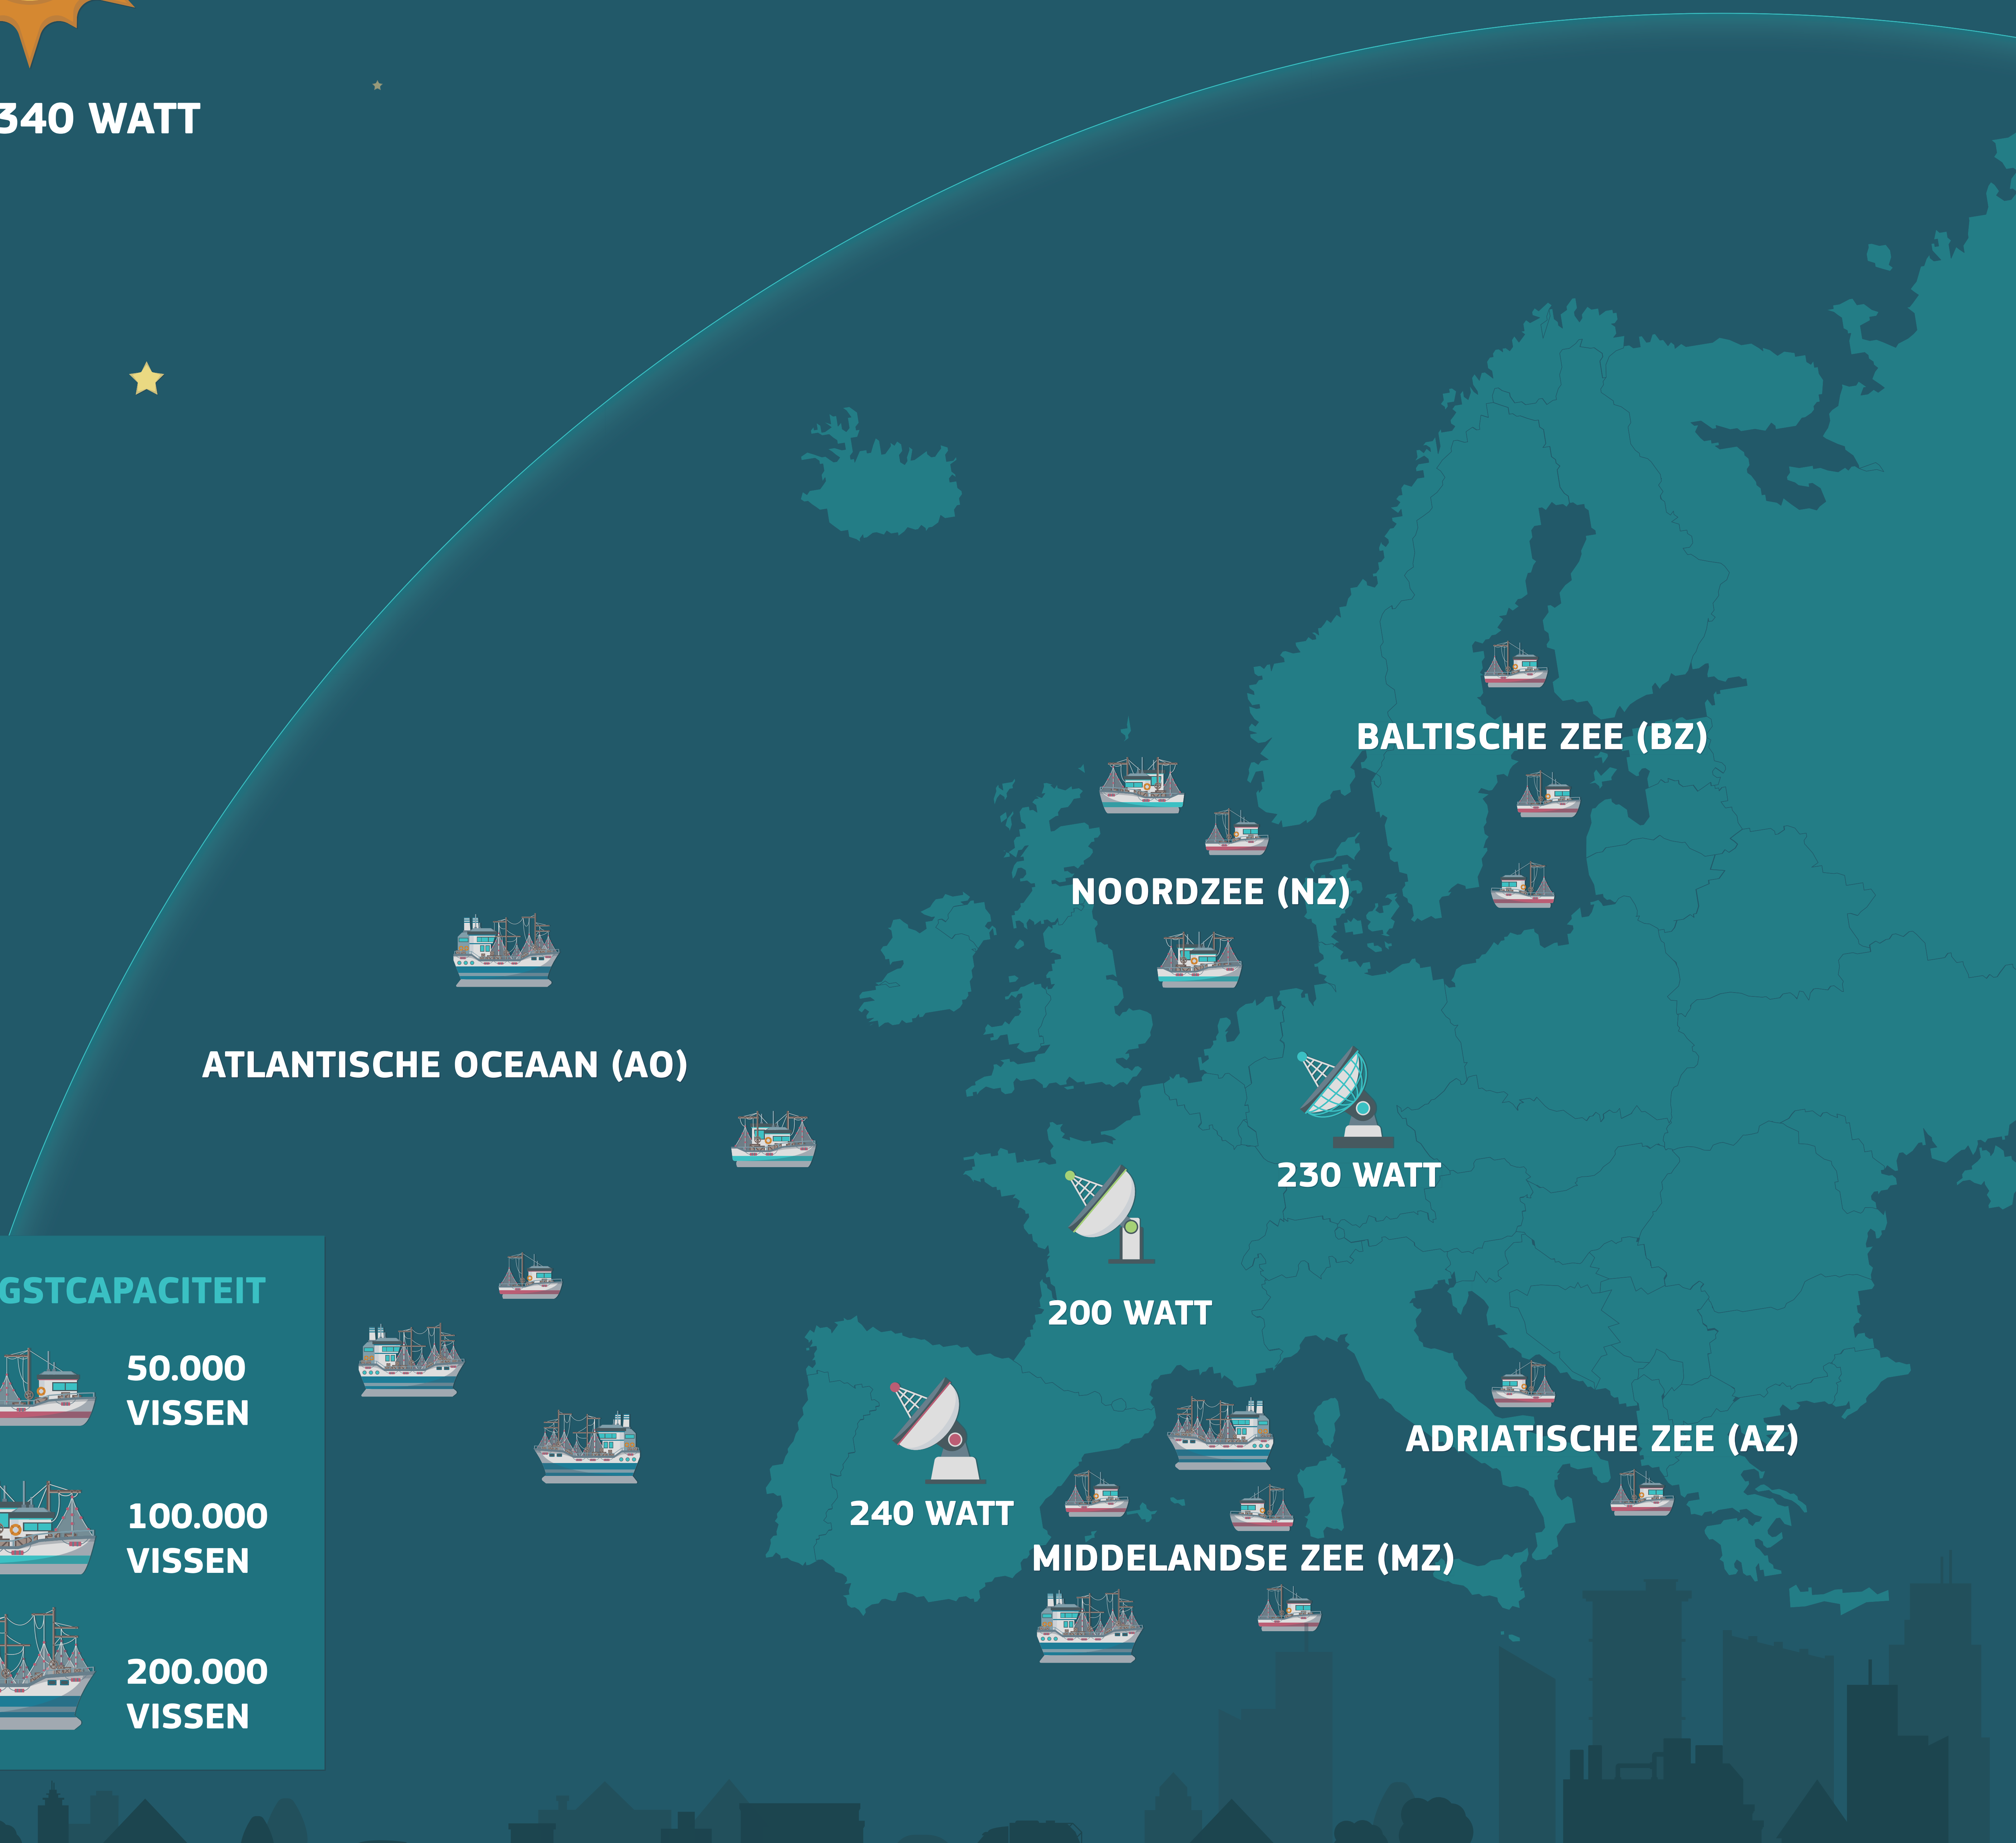 340 WATT
BALTISCHE ZEE (BZ)
NOORDZEE (NZ)
ATLANTISCHE OCEAAN (AO)
230 WATT
200 WATT
GSTCAPACITEIT
50.000
VISSEN
100.000
VISSEN
200.000
VISSEN
240 WATT
ADRIATISCHE ZEE (AZ)
MIDDELANDSE ZEE (MZ)